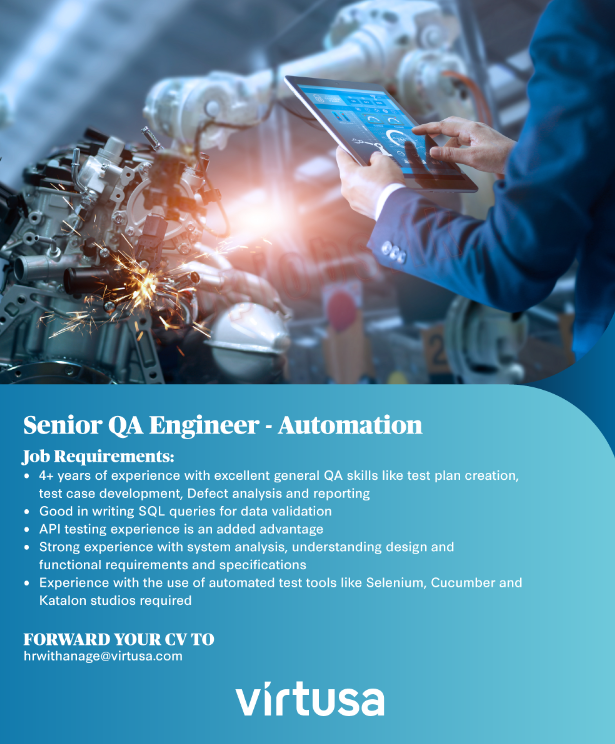 Senior QA Engineer - Automation
Job Requirements:
• 4+ years of experience with excellent general QA skills like test plan creation,
test case development, Defect analysis and reporting
• Good in writing SQL queries for data validation
• API testing experience is an added advantage
• Strong experience with system analysis, understanding design and
functional requirements and specifications
• Experience with the use of automated test tools like Selenium, Cucumber and
Katalon studios required
FORWARD YOUR CV TO
hrwithanage@virtusa.com
virtusa